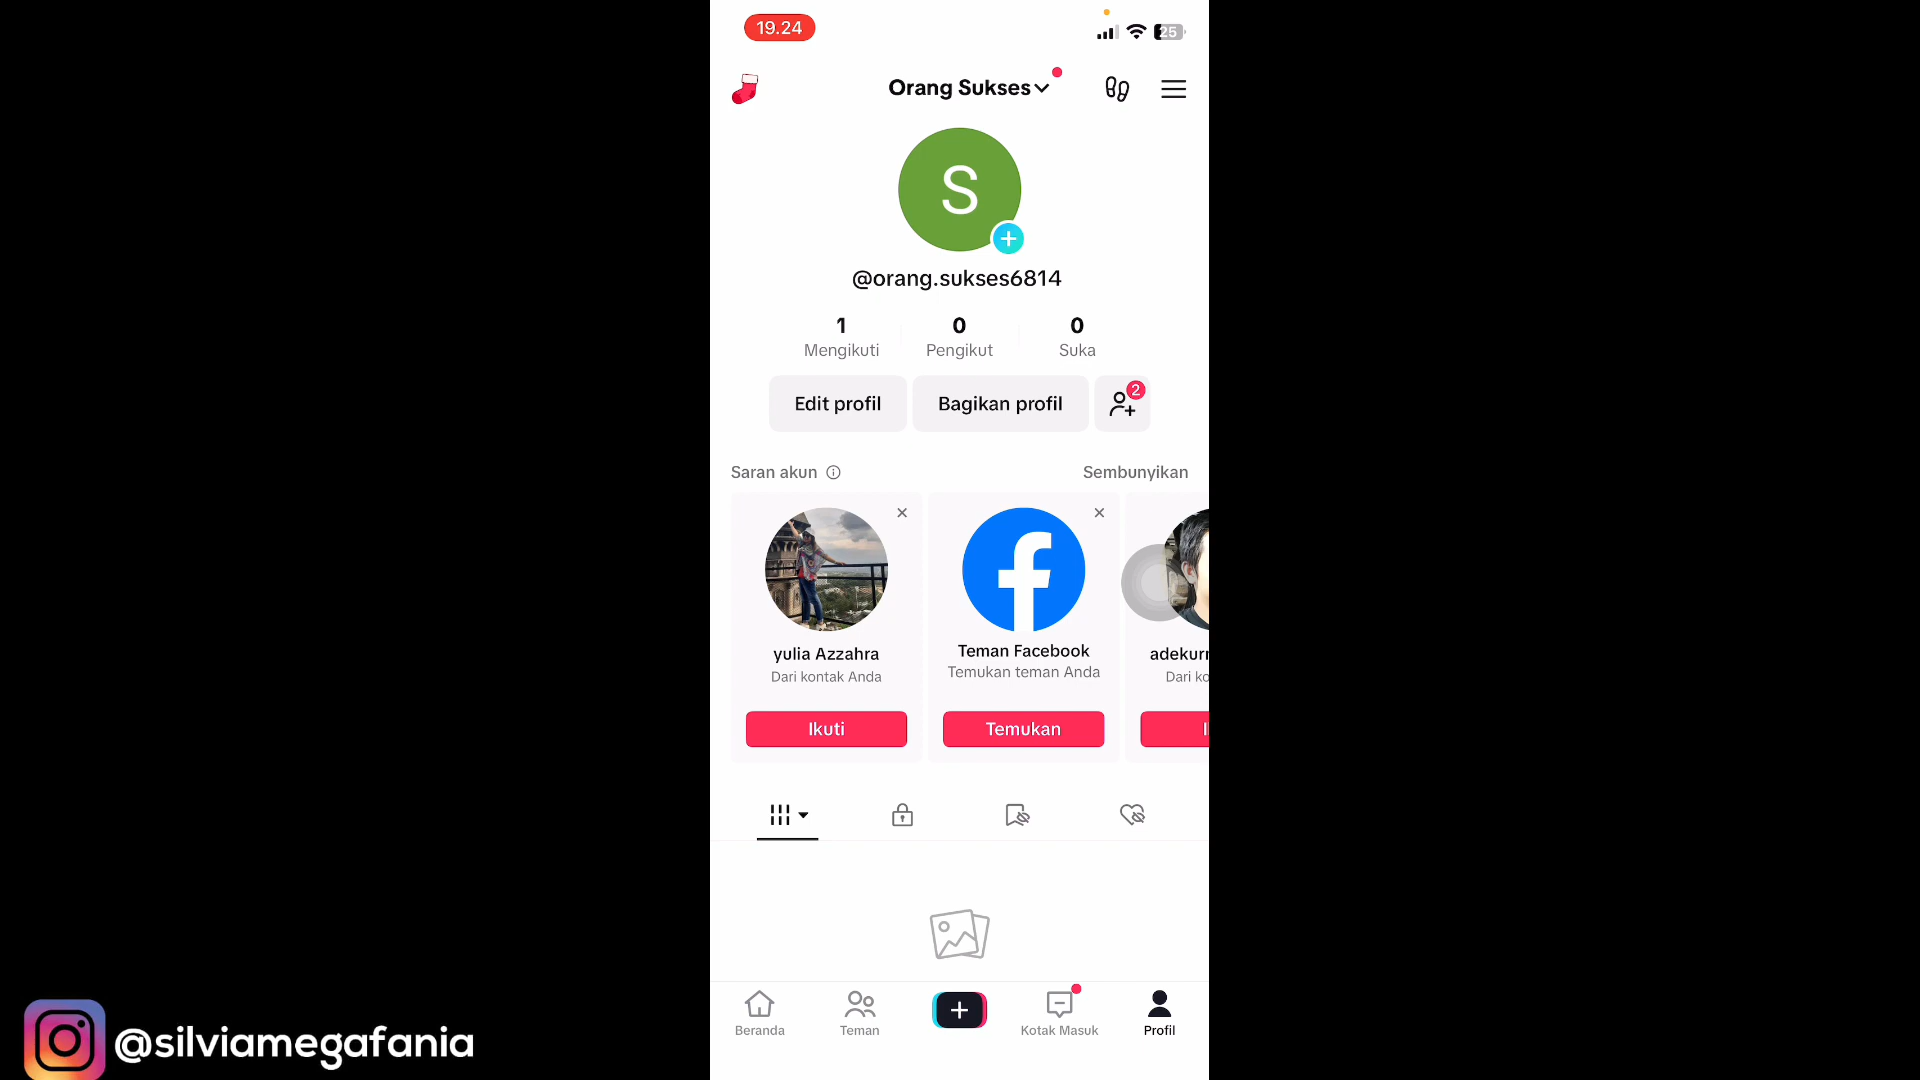 19.24
25
Orang Sukses
S
@orang.sukses6814
1 0 0
Mengikuti Pengikut Suka
Edit profil Bagikan profil 2
Saran akun Sembunyikan
yulia Azzahra
Dari kontak Anda
Ikuti
Teman Facebook
Temukan teman Anda
Temukan
Beranda Teman Kotak Masuk Profil
@silviamegafania